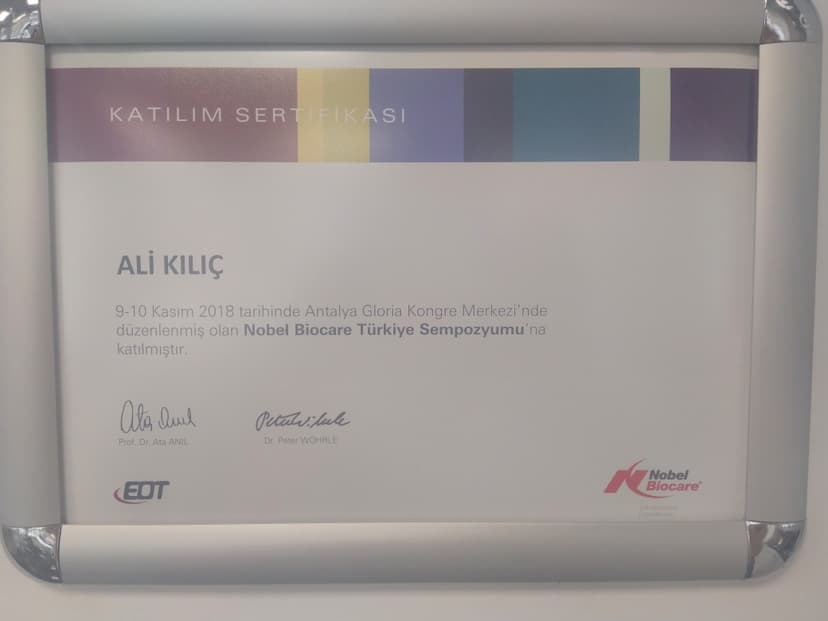 KATILIM SERTİFİKASI
ALİ KILIÇ
9-10 Kasım 2018 tarihinde Antalya Gloria Kongre Merkezi'nde
düzenlenmiş olan Nobel Biocare Türkiye Sempozyumu'na
katılmıştır.
Prof. Dr. Ata ANIL
Dr. Peter WÖHRLE
EOT
Nobel
Biocare